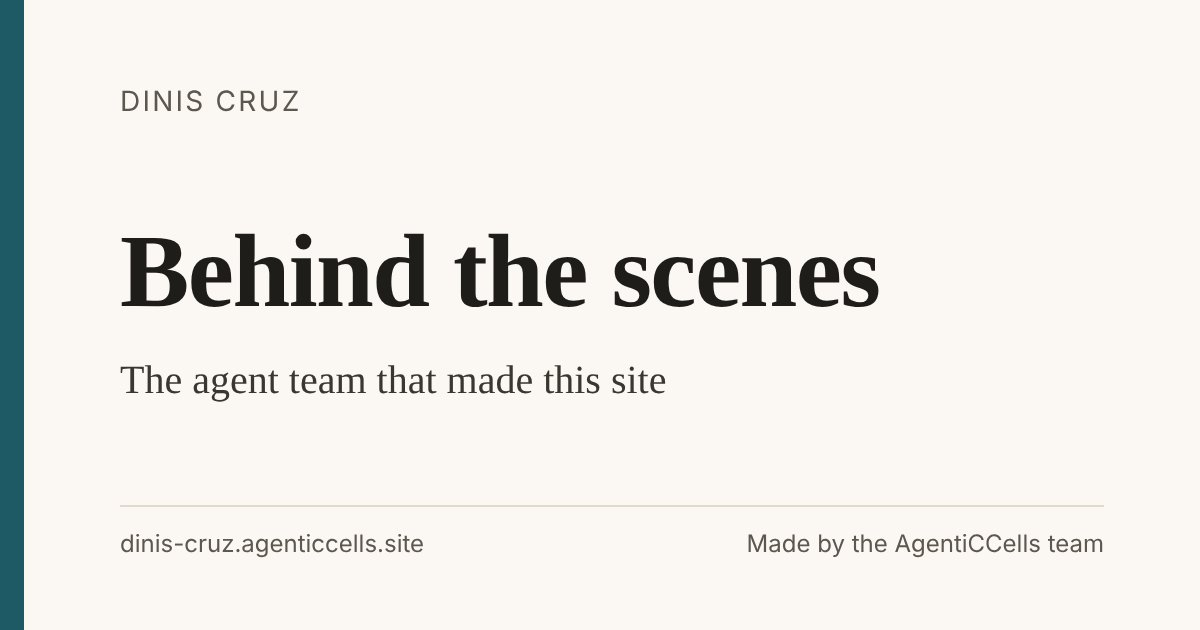 DINIS CRUZ
Behind the scenes
The agent team that made this site
dinis-cruz.agenticcells.site
Made by the AgentiCCells team